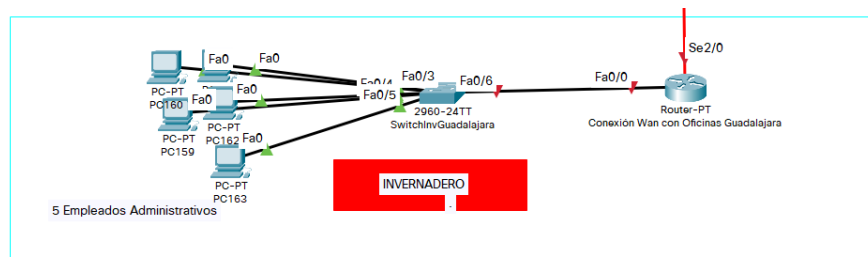 Se2/0
Fa0
Fa0
Fa0/3
Fa0/6
Fa0/0
Fa0/4
PC-PT
PC160
Fa0
Fa0
Fa0/5
2960-24TT
SwitchInvGuadalajara
Router-PT
Conexión Wan con Oficinas Guadalajara
PC-PT
PC159
PC-PT
PC162
Fa0
PC-PT
PC163
INVERNADERO
.
5 Empleados Administrativos